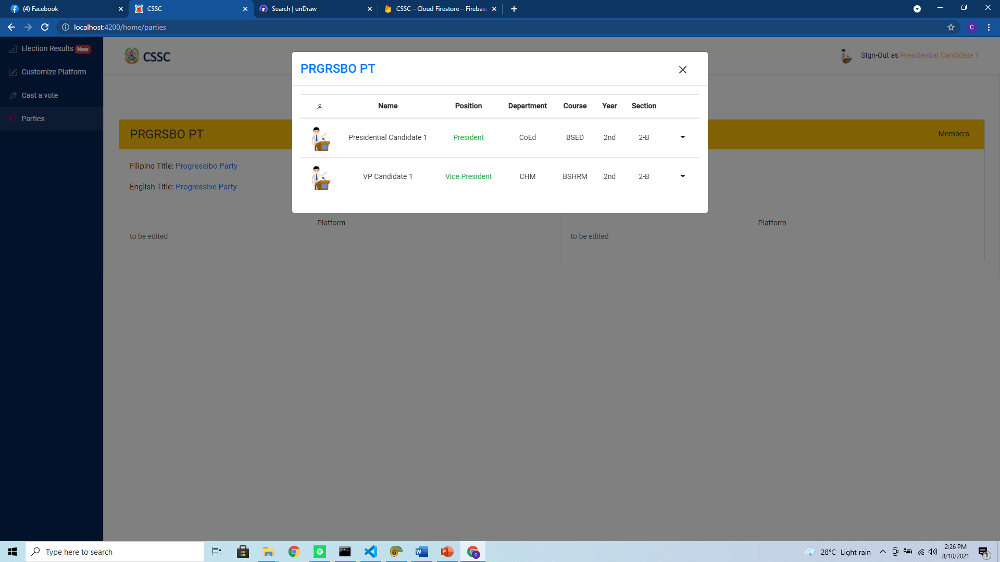 (4) Facebook
CSSC
Search | unDraw
CSSC – Cloud Firestore – Firebase
localhost:4200/home/parties
C
Election Results New
Customize Platform
Cast a vote
Parties
CSSC
SIgn-Out as Presidential Candidate 1
PRGRSBO PT
Name Position Department Course Year Section
Presidential Candidate 1 President CoEd BSED 2nd 2-B
VP Candidate 1 Vice President CHM BSHRM 2nd 2-B
PRGRSBO PT
Filipino Title: Progressibo Party
English Title: Progressive Party
Platform
to be edited
Members
Platform
to be edited
Type here to search
28°C Light rain
2:26 PM
8/10/2021
1